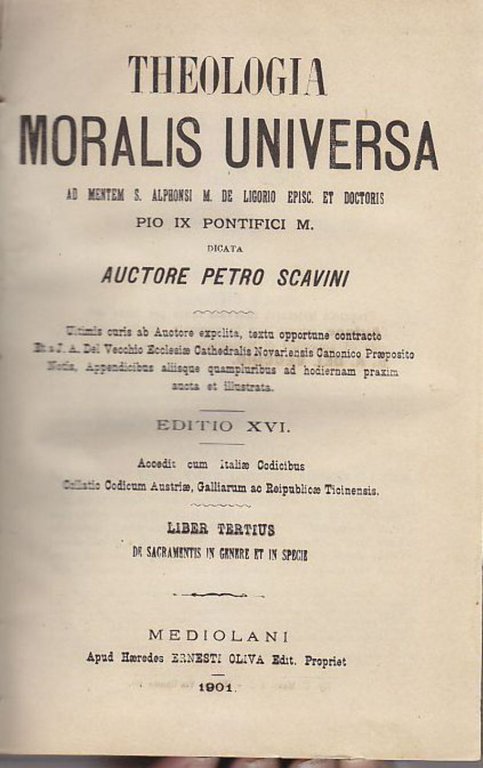 THEOLOGIA
MORALIS UNIVERSA
AD MENTEM S. ALPHONSI M. DE LIGORIO EPISC. ET DOCTORIS
PIO IX PONTIFICI M.
DICATA
AUCTORE PETRO SCAVINI
Ultimis curis ab Auctore expolita, textu opportune contracto
Et a J. A. Del Vecchio Ecclesiæ Cathedralis Novariensis Canonico Præposito
Notis, Appendicibus aliisque quampluribus ad hodiernam praxim
aucta et illustrata.
EDITIO XVI.
Accedit cum Italiæ Codicibus
Collatio Codicum Austriæ, Galliarum ac Reipublicæ Ticinensis.
LIBER TERTIUS
DE SACRAMENTIS IN GENERE ET IN SPECIE
MEDIOLANI
Apud Hæredes ERNESTI OLIVA Edit. Propriet
1901.